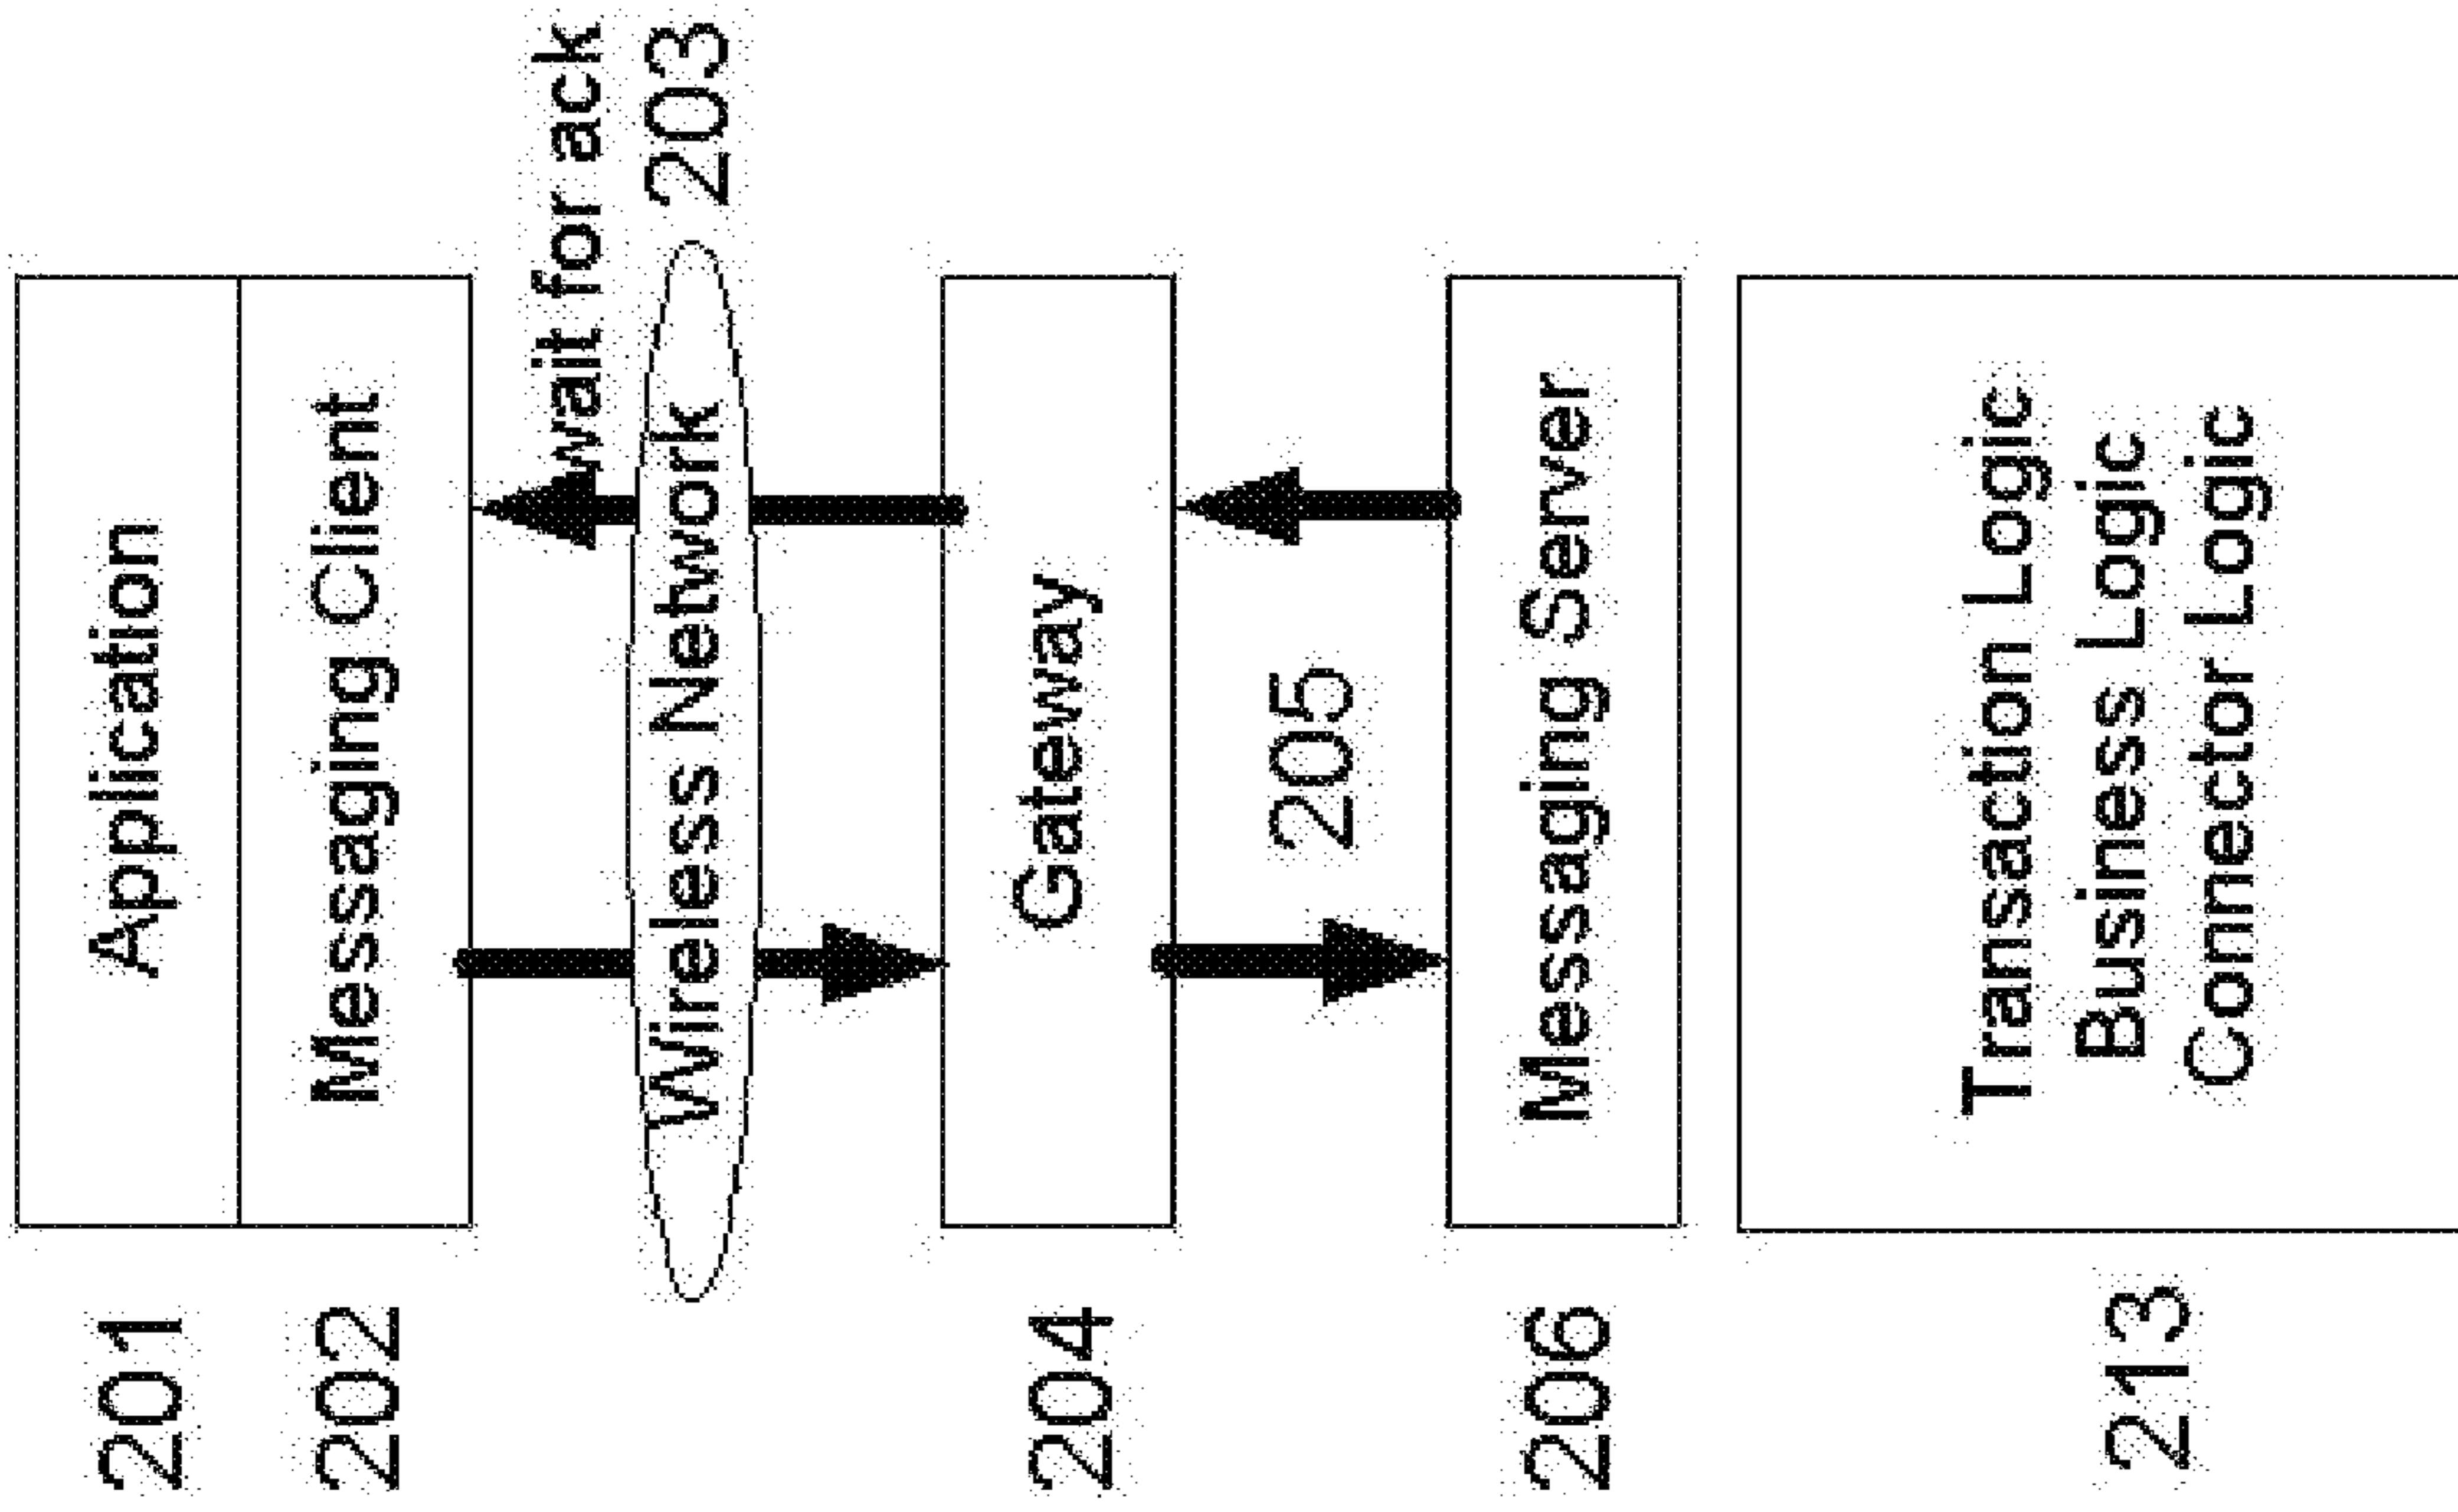 201
Application
202
Messaging Client
wait for ack
Wireless Network
203
204
Gateway
205
206
Messaging Server
213
Transaction Logic
Business Logic
Connector Logic